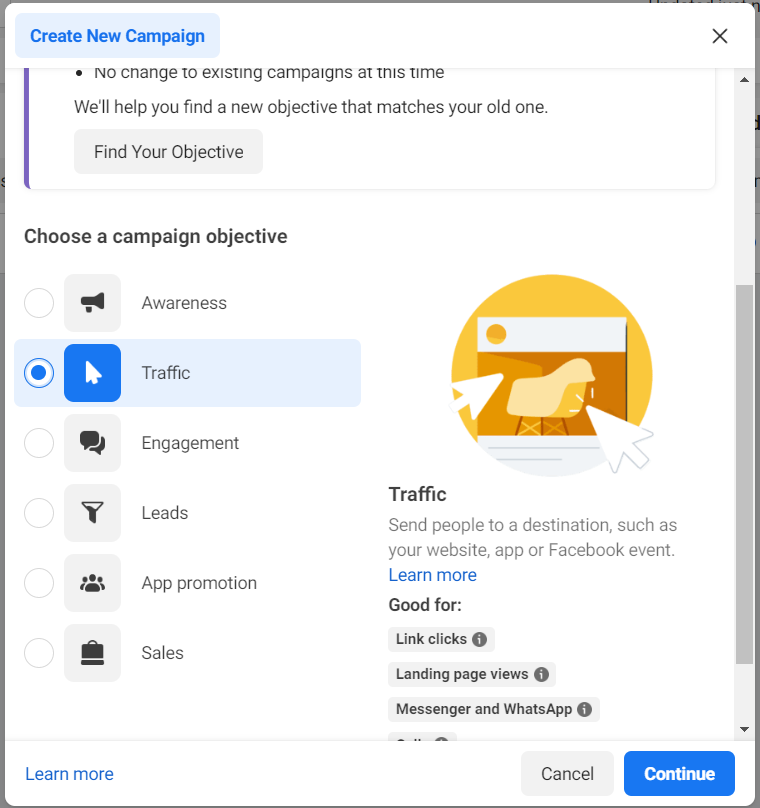 Create New Campaign
No change to existing campaigns at this time
We'll help you find a new objective that matches your old one.
Find Your Objective
Choose a campaign objective
Awareness
Traffic
Engagement
Leads
App promotion
Sales
Traffic
Send people to a destination, such as
your website, app or Facebook event.
Learn more
Good for:
Link clicks
Landing page views
Messenger and WhatsApp
Learn more
Cancel
Continue